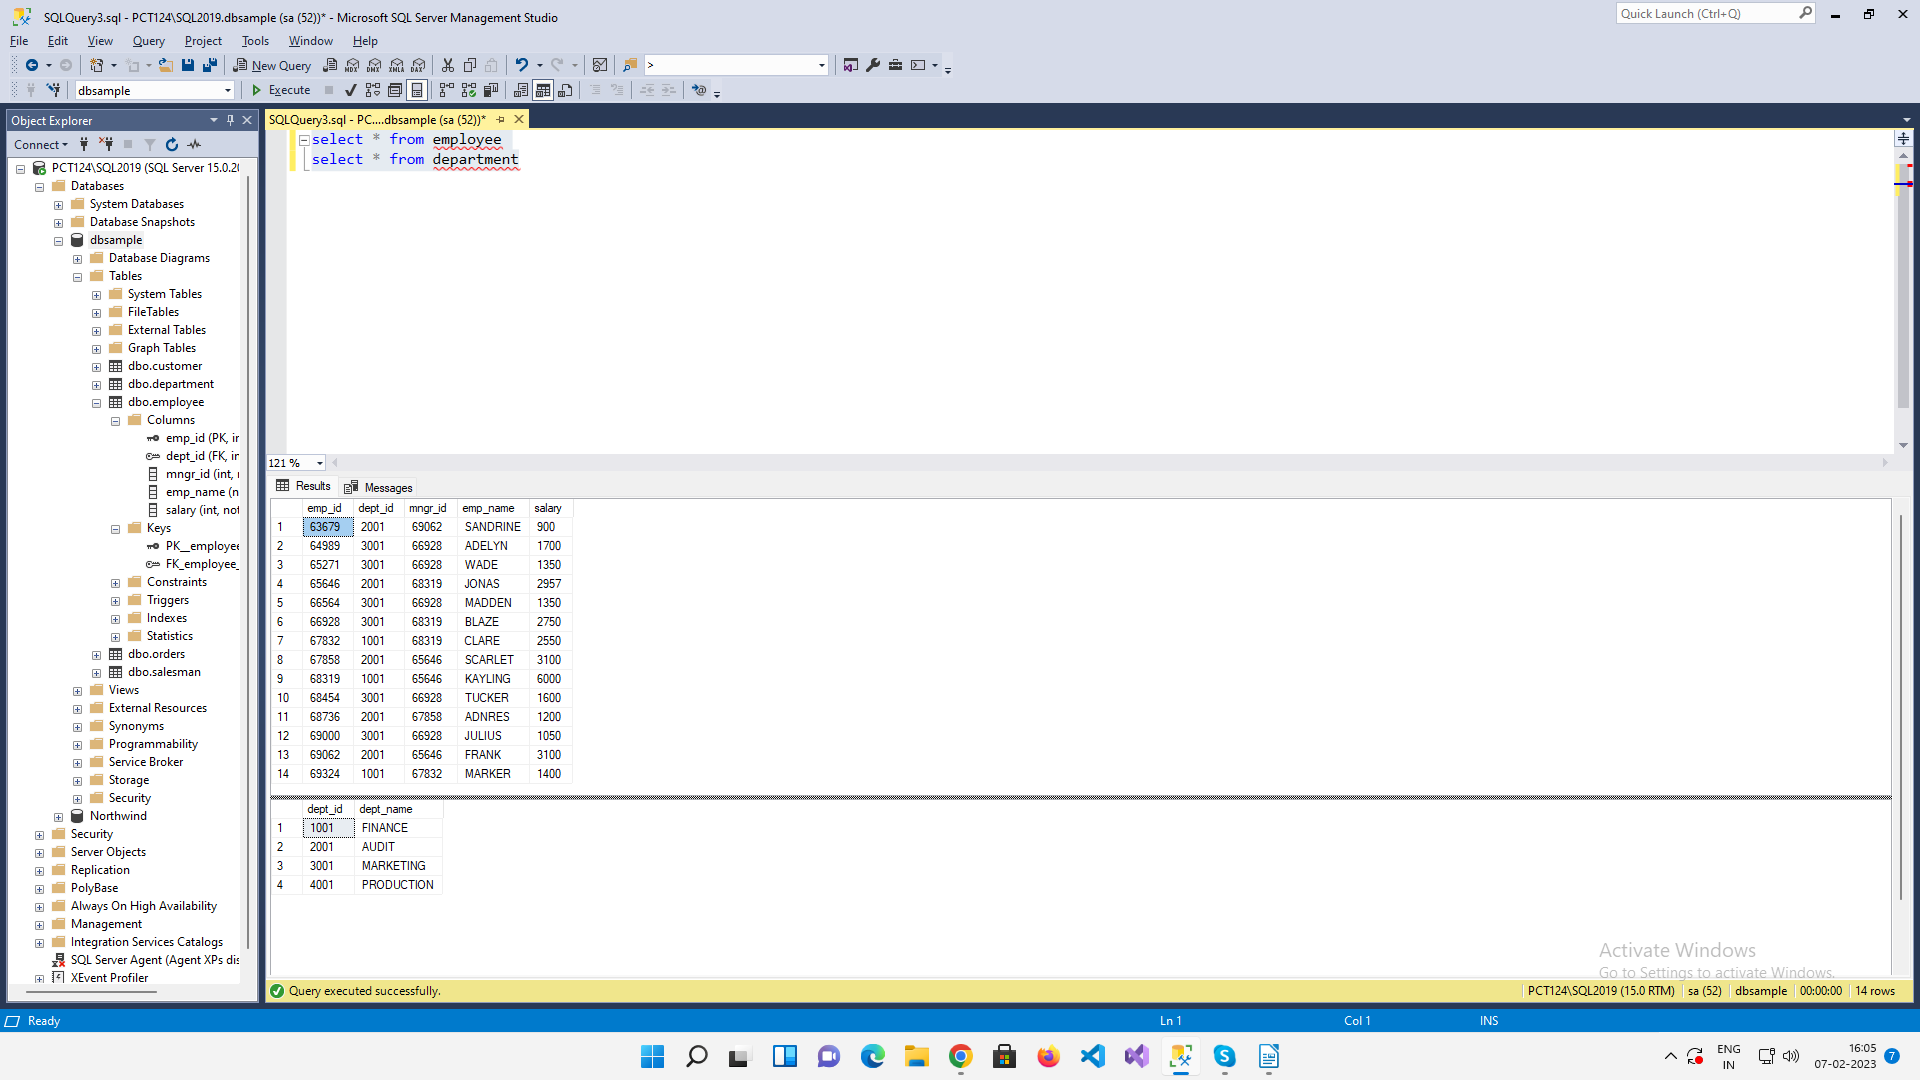 SQLQuery3.sql - PCT124\SQL2019.dbsample (sa (52))* - Microsoft SQL Server Management Studio
Quick Launch (Ctrl+Q)
File Edit View Query Project Tools Window Help
New Query MDX DMX XMLA DAX >
dbsample Execute
Object Explorer
Connect
PCT124\SQL2019 (SQL Server 15.0.20
Databases
System Databases
Database Snapshots
dbsample
Database Diagrams
Tables
System Tables
FileTables
External Tables
Graph Tables
dbo.customer
dbo.department
dbo.employee
Columns
emp_id (PK, in
dept_id (FK, in
mngr_id (int, n
emp_name (n
salary (int, not
Keys
PK__employee
FK_employee_
Constraints
Triggers
Indexes
Statistics
dbo.orders
dbo.salesman
Views
External Resources
Synonyms
Programmability
Service Broker
Storage
Security
Northwind
Security
Server Objects
Replication
PolyBase
Always On High Availability
Management
Integration Services Catalogs
SQL Server Agent (Agent XPs dis
XEvent Profiler
SQLQuery3.sql - PC....dbsample (sa (52))*
select * from employee
select * from department
121 %
Results Messages
emp_id dept_id mngr_id emp_name salary
1 63679 2001 69062 SANDRINE 900
2 64989 3001 66928 ADELYN 1700
3 65271 3001 66928 WADE 1350
4 65646 2001 68319 JONAS 2957
5 66564 3001 66928 MADDEN 1350
6 66928 3001 68319 BLAZE 2750
7 67832 1001 68319 CLARE 2550
8 67858 2001 65646 SCARLET 3100
9 68319 1001 65646 KAYLING 6000
10 68454 3001 66928 TUCKER 1600
11 68736 2001 67858 ADNRES 1200
12 69000 3001 66928 JULIUS 1050
13 69062 2001 65646 FRANK 3100
14 69324 1001 67832 MARKER 1400
dept_id dept_name
1 1001 FINANCE
2 2001 AUDIT
3 3001 MARKETING
4 4001 PRODUCTION
Activate Windows
Go to Settings to activate Windows.
Query executed successfully. PCT124\SQL2019 (15.0 RTM) sa (52) dbsample 00:00:00 14 rows
Ready Ln 1 Col 1 INS
ENG
IN
16:05
07-02-2023
7